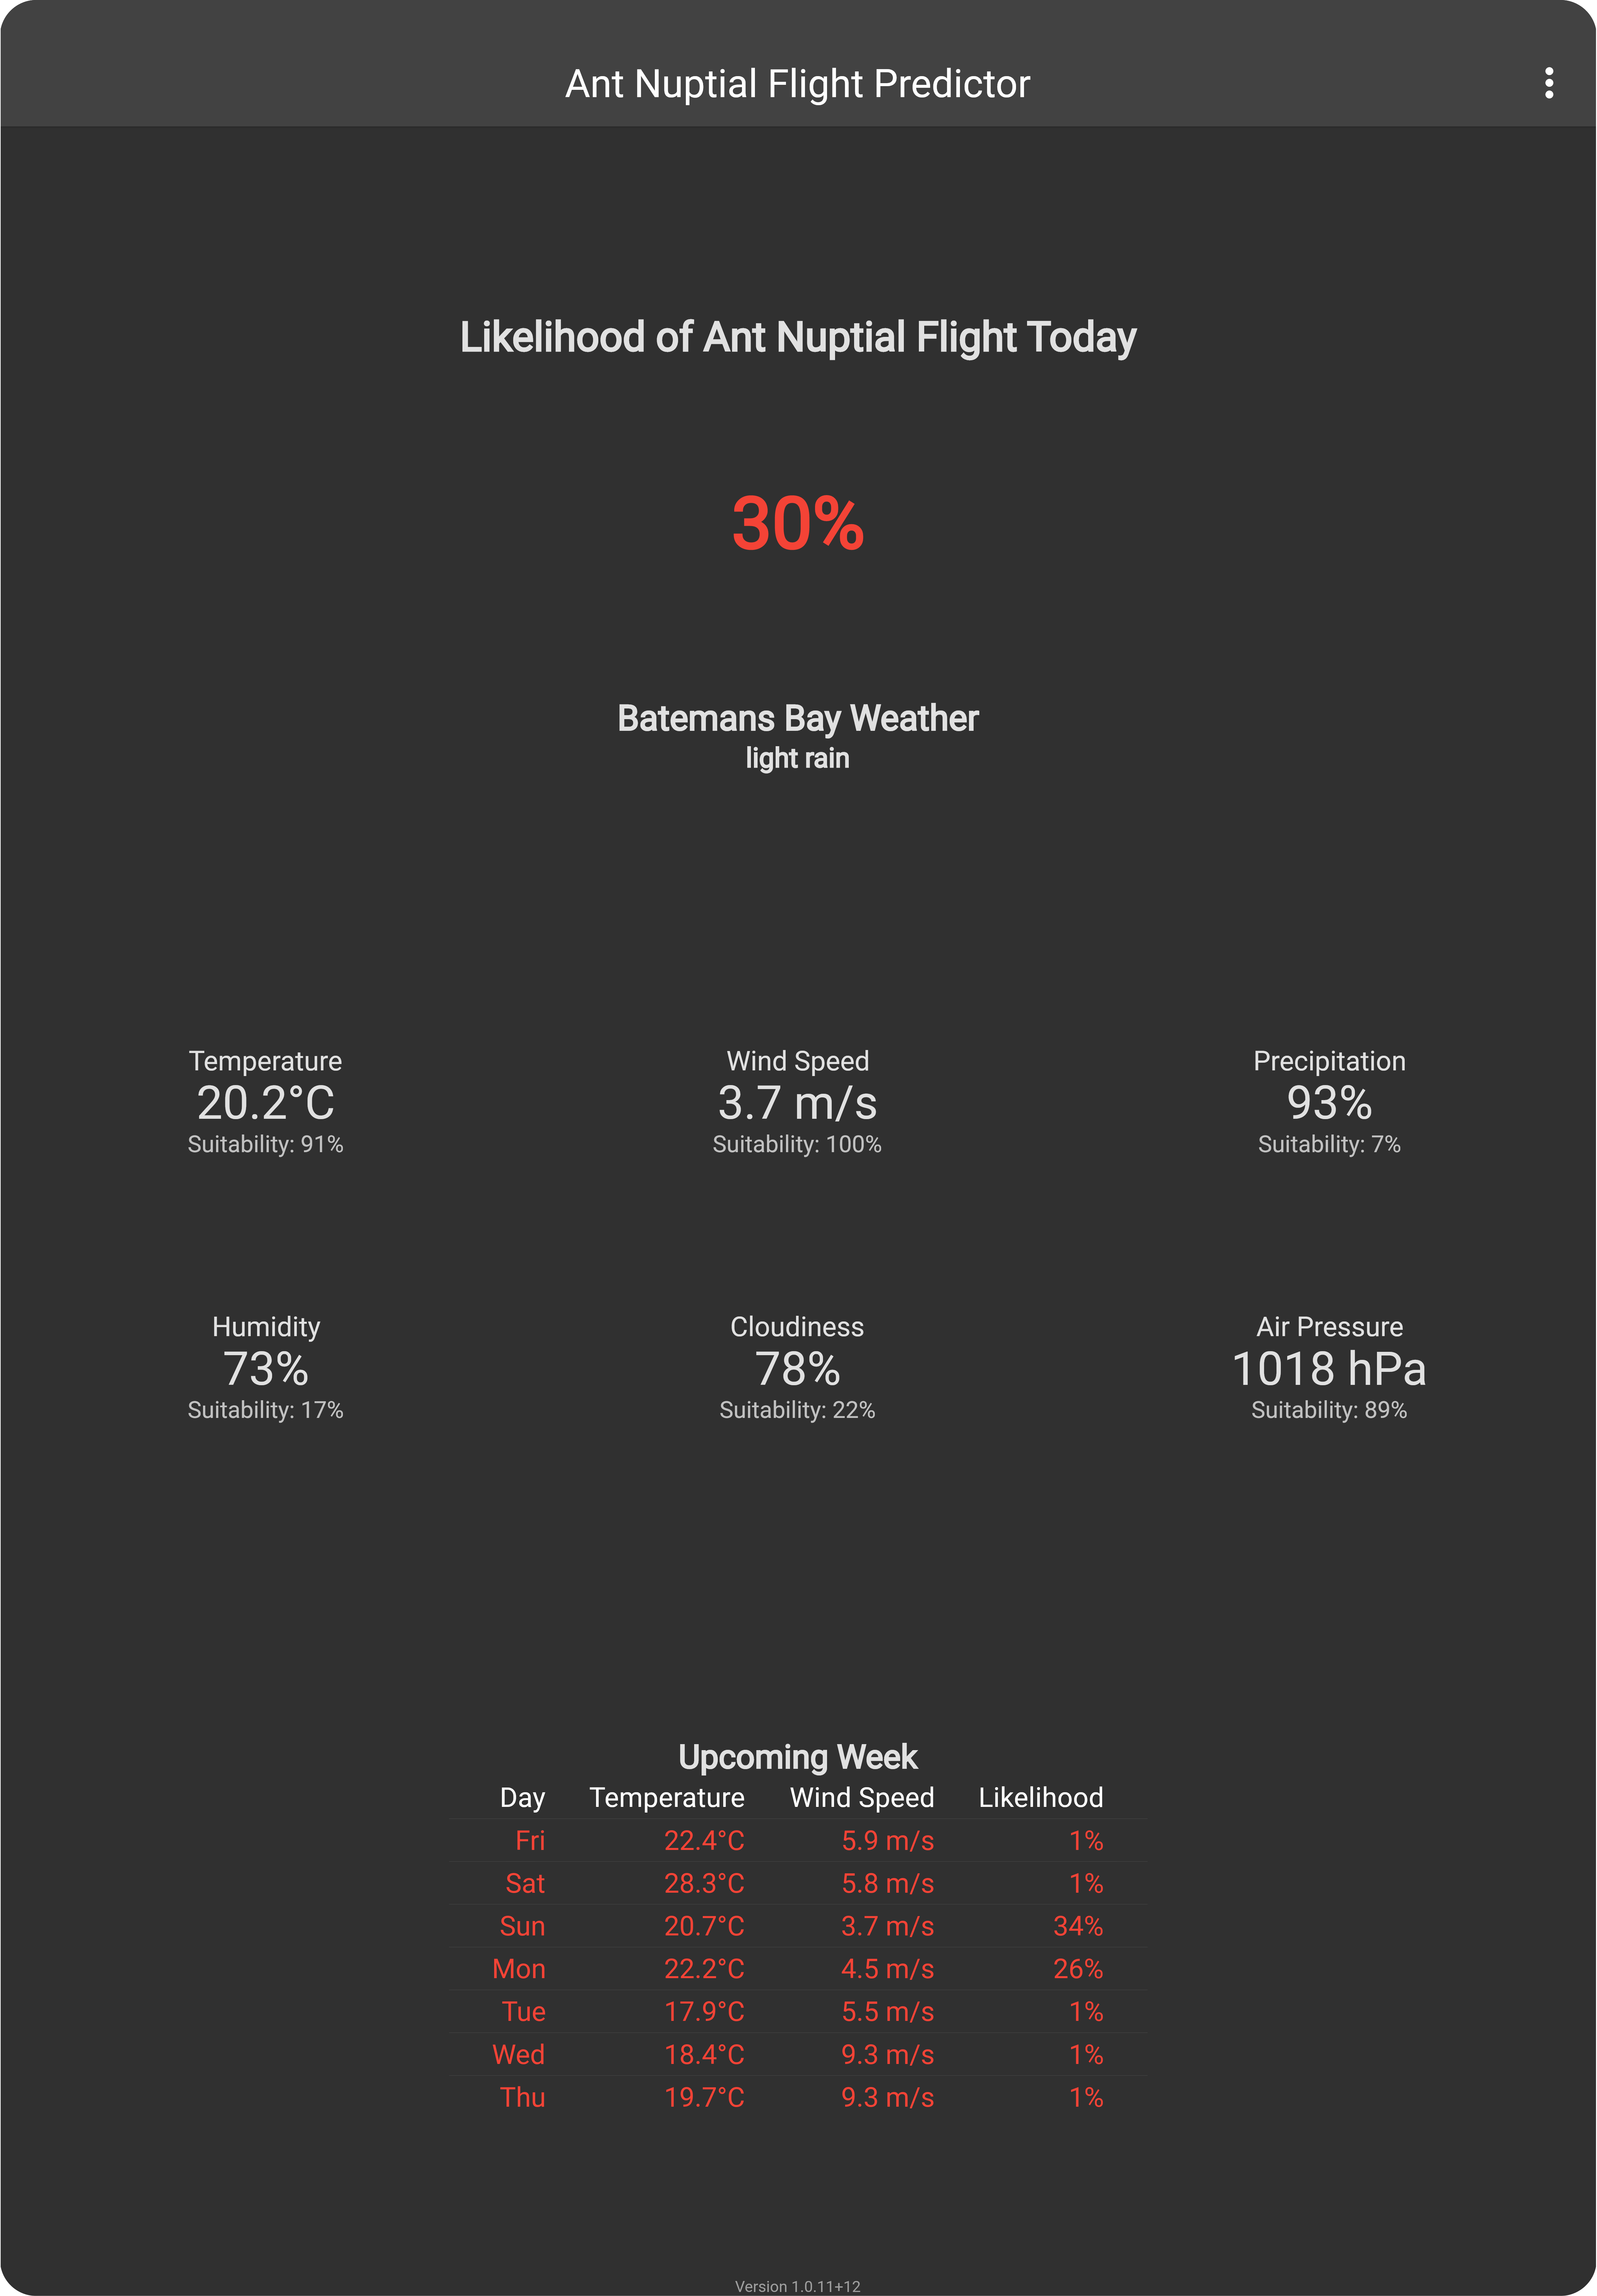 Ant Nuptial Flight Predictor
Likelihood of Ant Nuptial Flight Today
30%
Batemans Bay Weather
light rain
Temperature Wind Speed Precipitation
20.2°C 3.7 m/s 93%
Suitability: 91% Suitability: 100% Suitability: 7%
Humidity Cloudiness Air Pressure
73% 78% 1018 hPa
Suitability: 17% Suitability: 22% Suitability: 89%
Upcoming Week
Day Temperature Wind Speed Likelihood
Fri 22.4°C 5.9 m/s 1%
Sat 28.3°C 5.8 m/s 1%
Sun 20.7°C 3.7 m/s 34%
Mon 22.2°C 4.5 m/s 26%
Tue 17.9°C 5.5 m/s 1%
Wed 18.4°C 9.3 m/s 1%
Thu 19.7°C 9.3 m/s 1%
Version 1.0.11+12